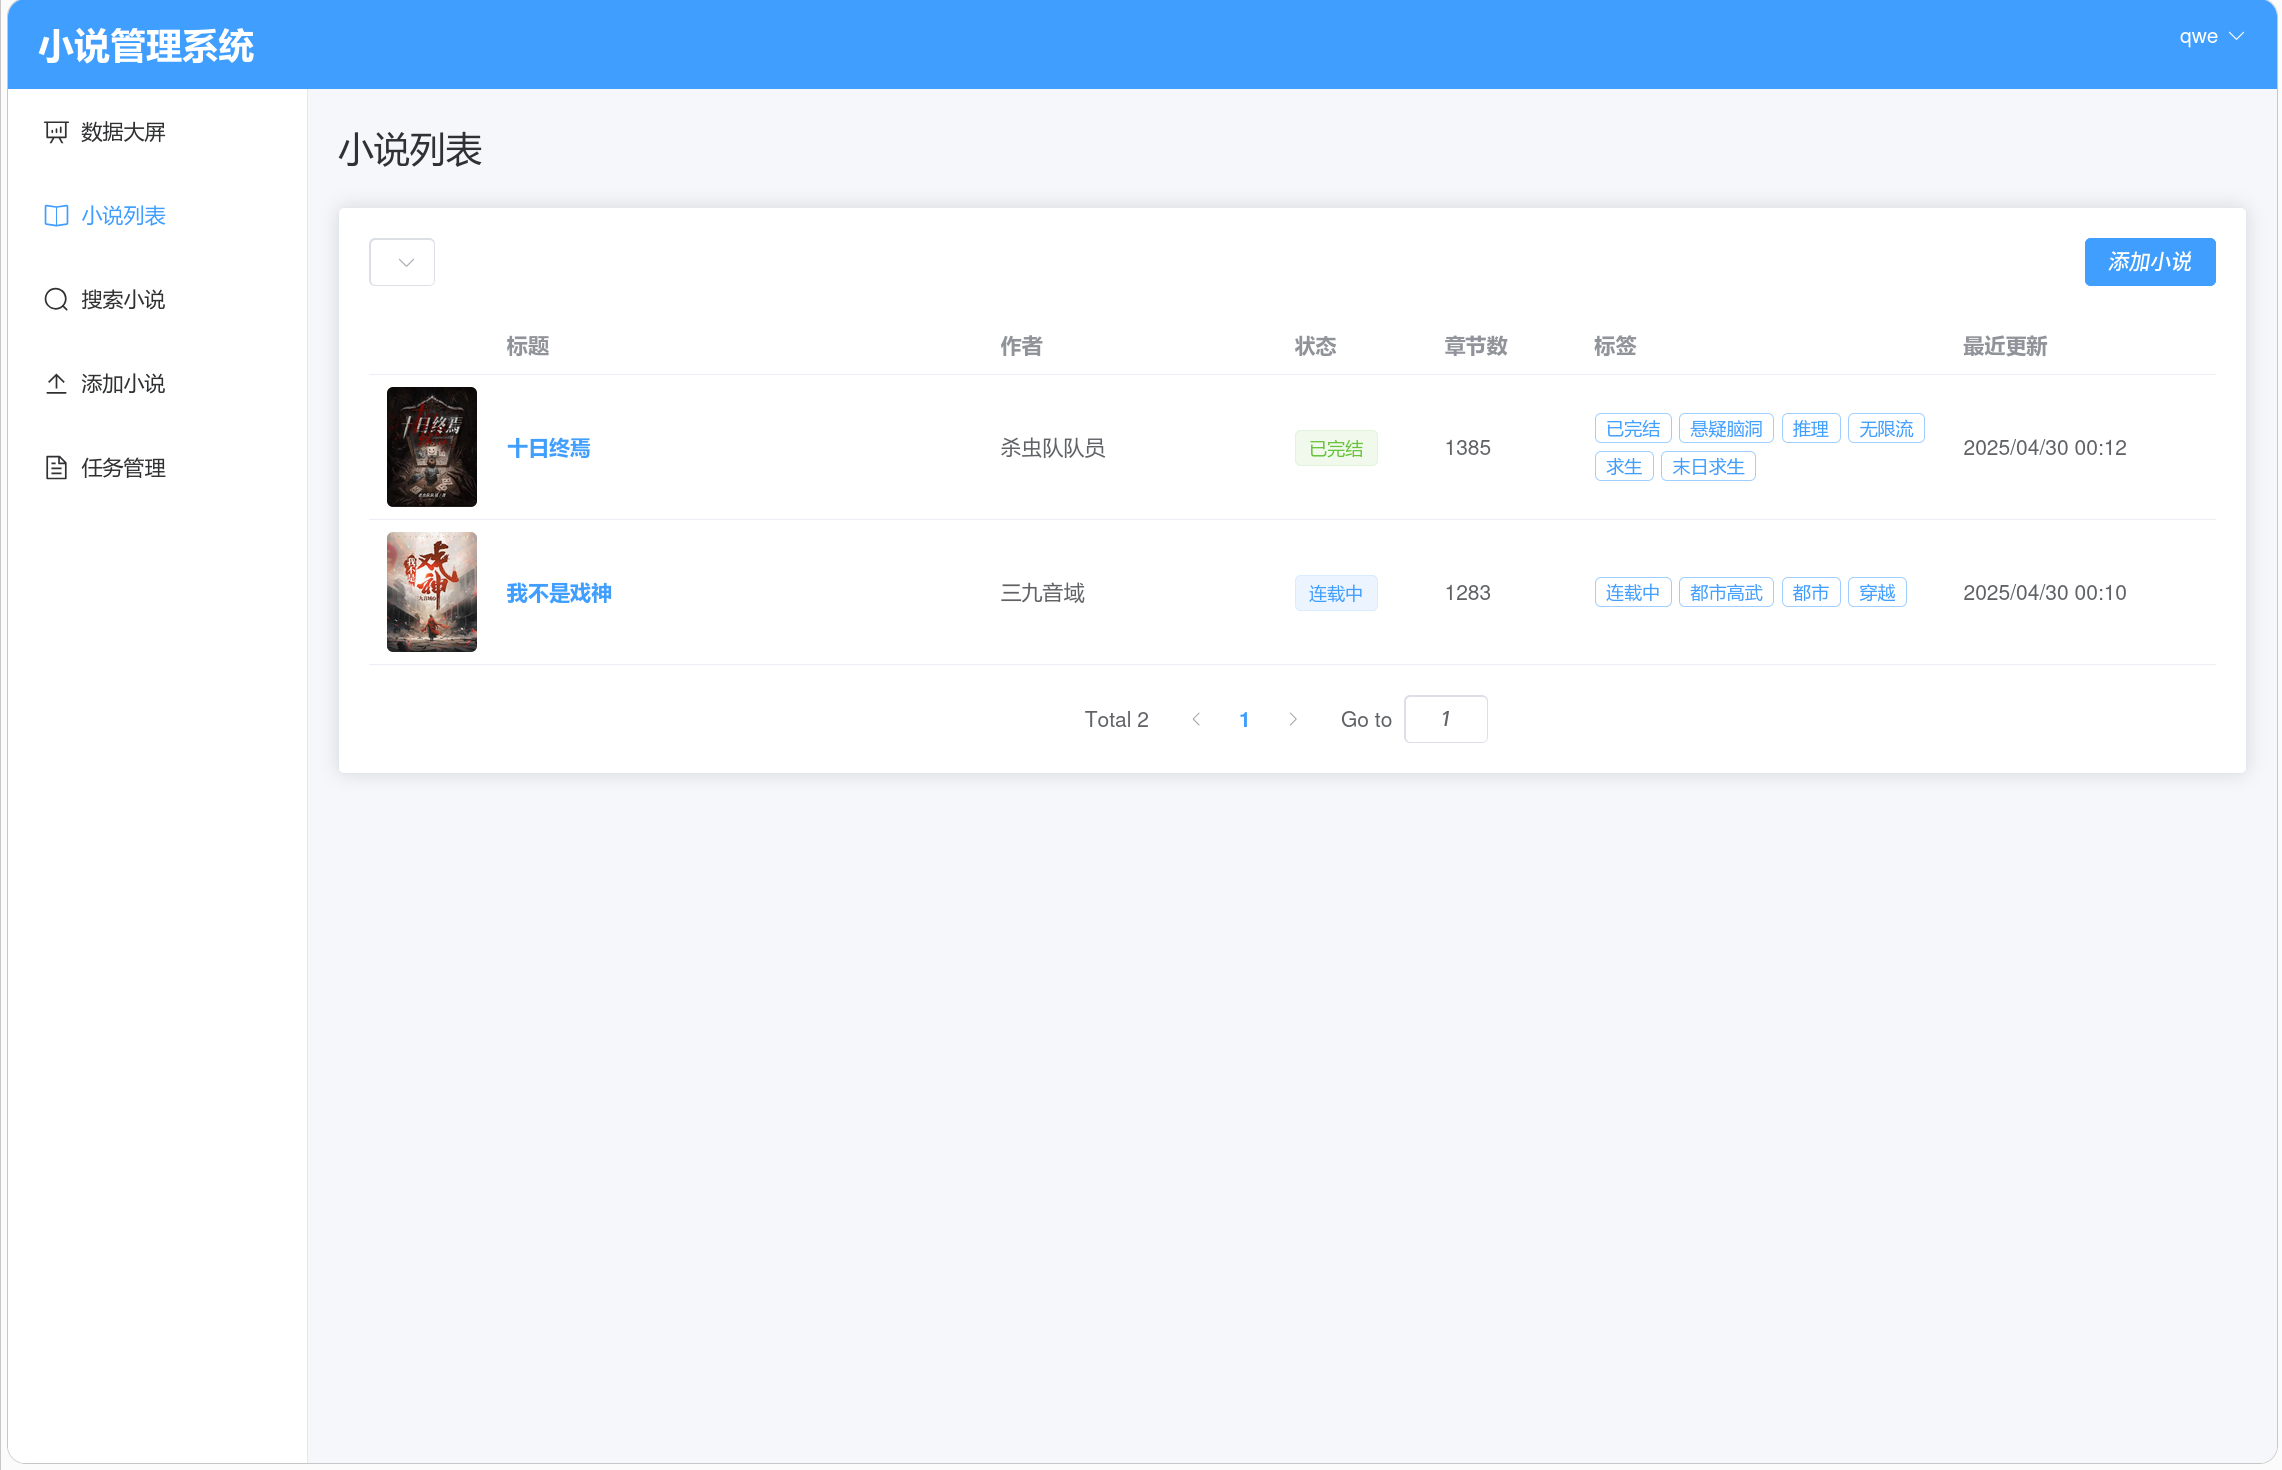 小说管理系统
qwe
数据大屏
小说列表
搜索小说
添加小说
任务管理
小说列表
添加小说
标题 作者 状态 章节数 标签 最近更新
十日终焉
十日终焉 杀虫队队员 已完结 1385 已完结 悬疑脑洞 推理 无限流 2025/04/30 00:12
求生 末日求生
我不是戏神
我不是戏神 三九音域 连载中 1283 连载中 都市高武 都市 穿越 2025/04/30 00:10
Total 2 1 Go to 1